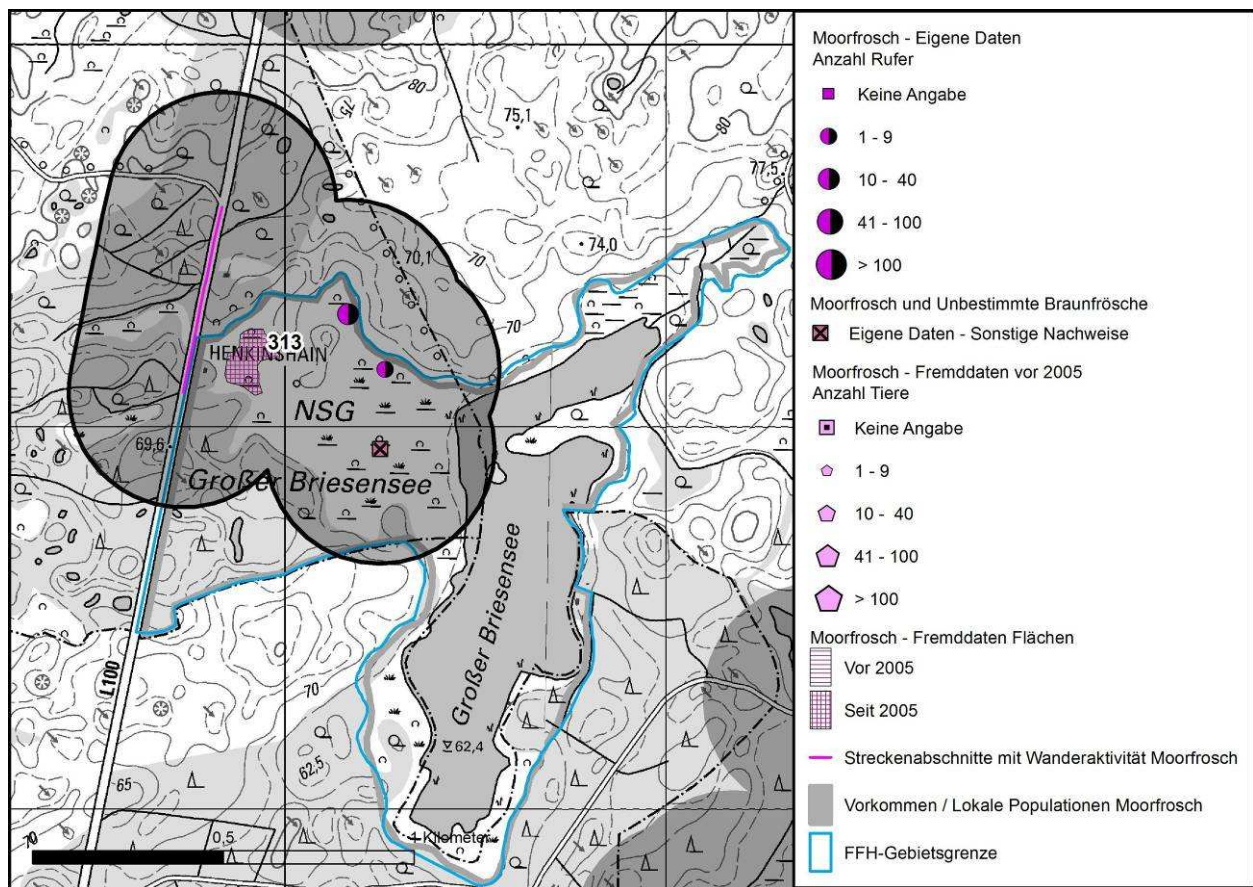 80
75
75,1
80
77,5
74,0
70,1
70
70
313
HENKINSHAIN
NSG
69,6
Großer Briesensee
Großer Briesensee
L100
70
62,4
62,5
65
70
0,5
1 Kilometer
Moorfrosch - Eigene Daten
Anzahl Rufer
Keine Angabe
1 - 9
10 - 40
41 - 100
> 100
Moorfrosch und Unbestimmte Braunfrösche
Eigene Daten - Sonstige Nachweise
Moorfrosch - Fremddaten vor 2005
Anzahl Tiere
Keine Angabe
1 - 9
10 - 40
41 - 100
> 100
Moorfrosch - Fremddaten Flächen
Vor 2005
Seit 2005
Streckenabschnitte mit Wanderaktivität Moorfrosch
Vorkommen / Lokale Populationen Moorfrosch
FFH-Gebietsgrenze